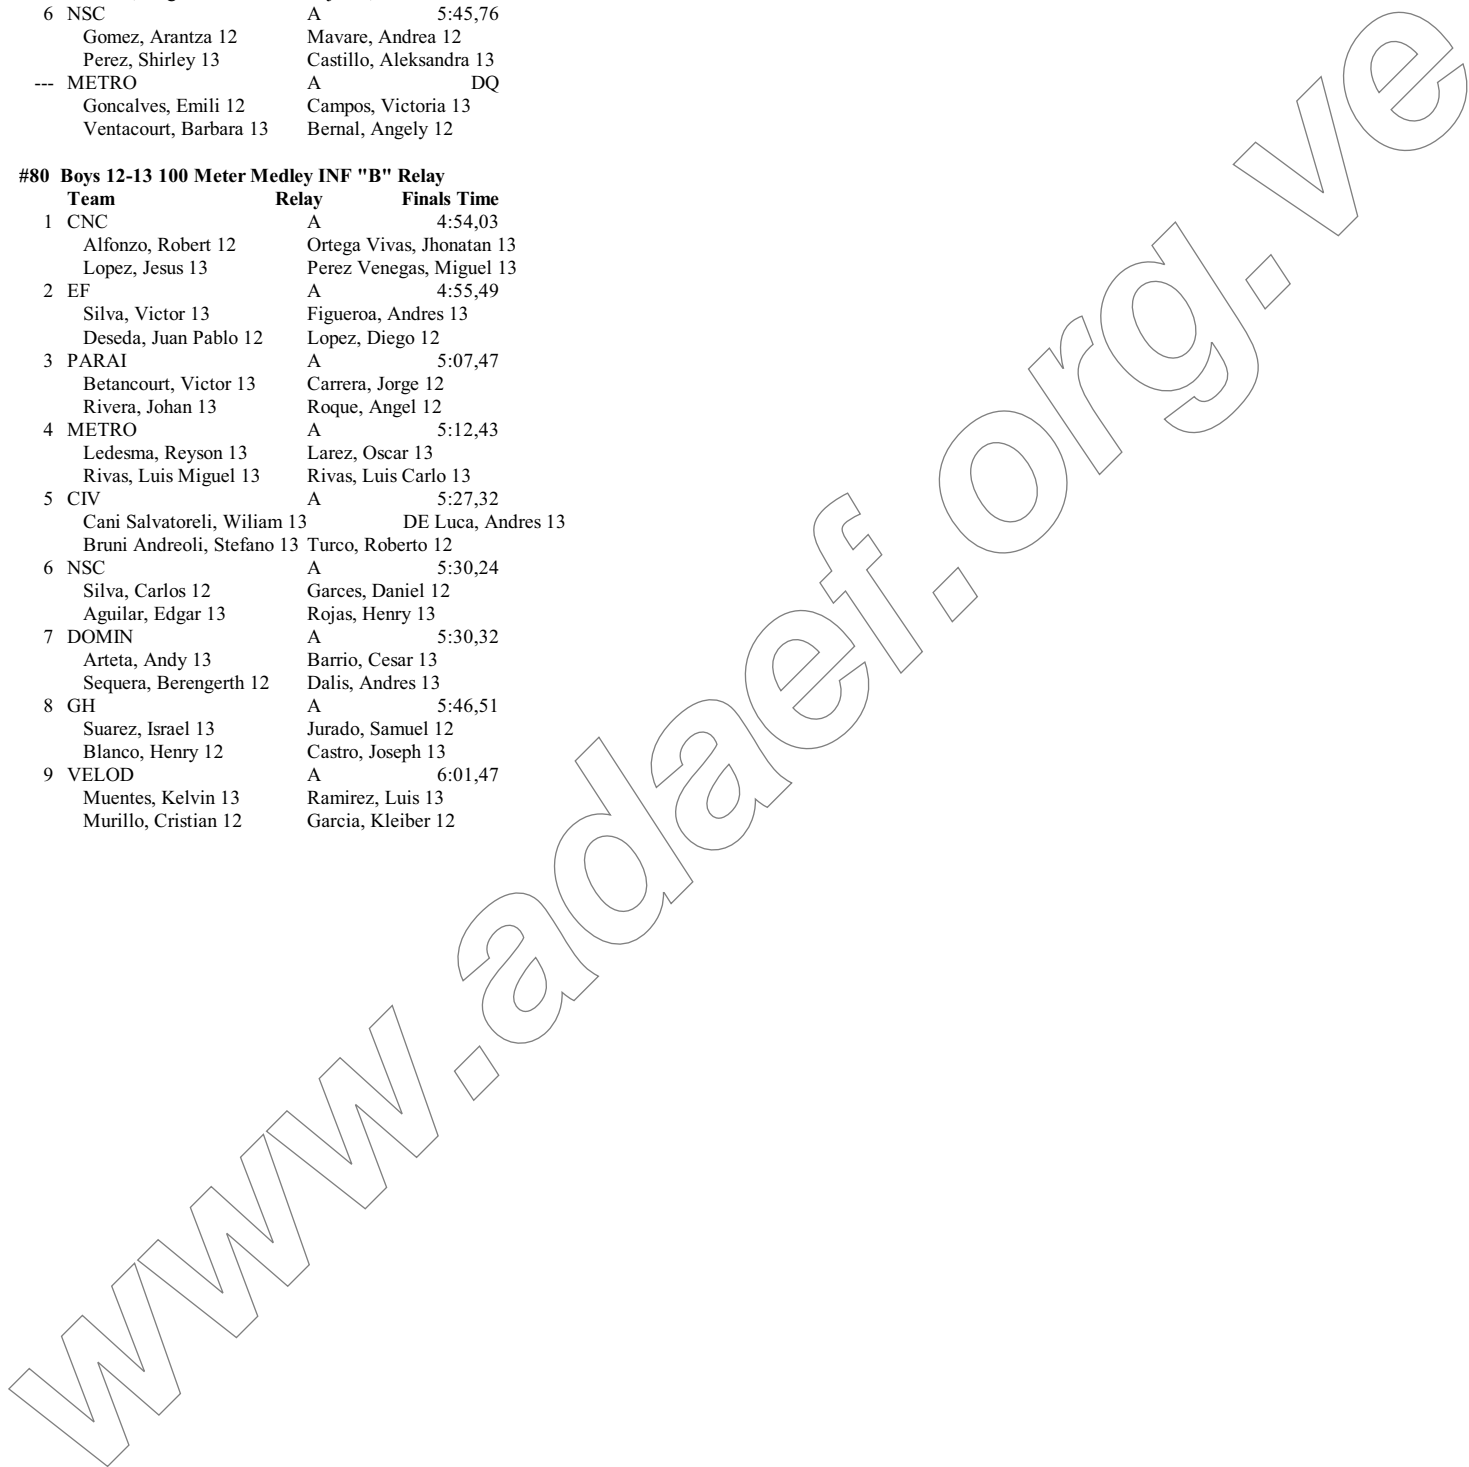 6 NSC A 5:45,76
Gomez, Arantza 12 Mavare, Andrea 12
Perez, Shirley 13 Castillo, Aleksandra 13
--- METRO A DQ
Goncalves, Emili 12 Campos, Victoria 13
Ventacourt, Barbara 13 Bernal, Angely 12
#80 Boys 12-13 100 Meter Medley INF "B" Relay
Team Relay Finals Time
1 CNC A 4:54,03
Alfonzo, Robert 12 Ortega Vivas, Jhonatan 13
Lopez, Jesus 13 Perez Venegas, Miguel 13
2 EF A 4:55,49
Silva, Victor 13 Figueroa, Andres 13
Deseda, Juan Pablo 12 Lopez, Diego 12
3 PARAI A 5:07,47
Betancourt, Victor 13 Carrera, Jorge 12
Rivera, Johan 13 Roque, Angel 12
4 METRO A 5:12,43
Ledesma, Reyson 13 Larez, Oscar 13
Rivas, Luis Miguel 13 Rivas, Luis Carlo 13
5 CIV A 5:27,32
Cani Salvatoreli, Wiliam 13 DE Luca, Andres 13
Bruni Andreoli, Stefano 13 Turco, Roberto 12
6 NSC A 5:30,24
Silva, Carlos 12 Garces, Daniel 12
Aguilar, Edgar 13 Rojas, Henry 13
7 DOMIN A 5:30,32
Arteta, Andy 13 Barrio, Cesar 13
Sequera, Berengerth 12 Dalis, Andres 13
8 GH A 5:46,51
Suarez, Israel 13 Jurado, Samuel 12
Blanco, Henry 12 Castro, Joseph 13
9 VELOD A 6:01,47
Muentes, Kelvin 13 Ramirez, Luis 13
Murillo, Cristian 12 Garcia, Kleiber 12
www.adaef.org.ve